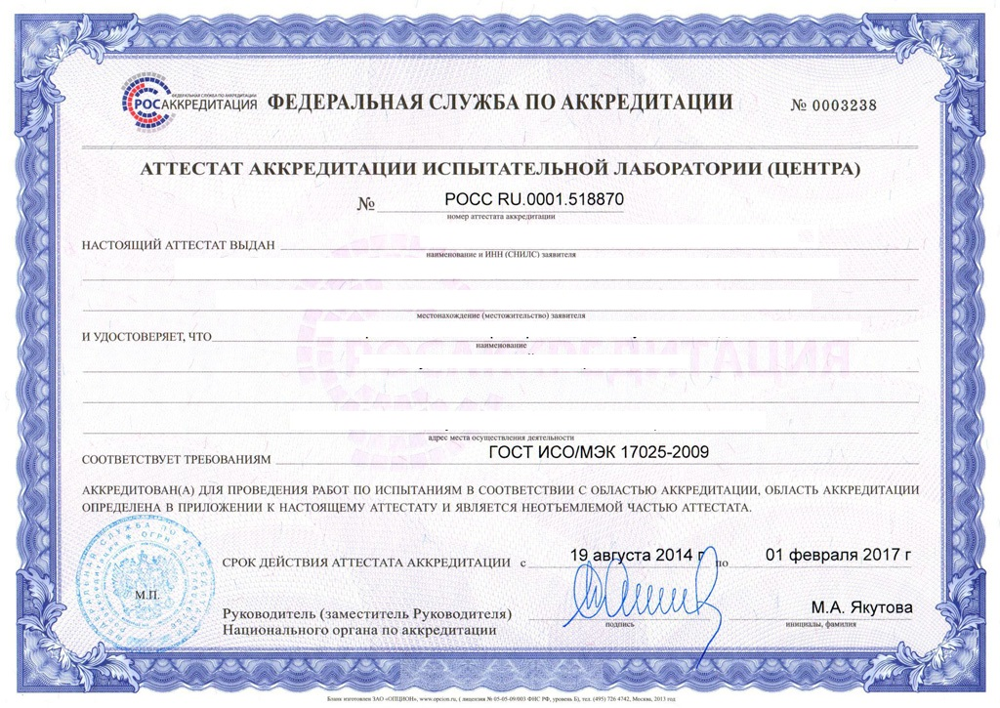 ФЕДЕРАЛЬНАЯ СЛУЖБА ПО АККРЕДИТАЦИИ
РОСАККРЕДИТАЦИЯ
ФЕДЕРАЛЬНАЯ СЛУЖБА ПО АККРЕДИТАЦИИ
№ 0003238
АТТЕСТАТ АККРЕДИТАЦИИ ИСПЫТАТЕЛЬНОЙ ЛАБОРАТОРИИ (ЦЕНТРА)
№ РОСС RU.0001.518870
номер аттестата аккредитации
НАСТОЯЩИЙ АТТЕСТАТ ВЫДАН
наименование и ИНН (СНИЛС) заявителя
местонахождение (местожительство) заявителя
И УДОСТОВЕРЯЕТ, ЧТО
наименование
адрес места осуществления деятельности
СООТВЕТСТВУЕТ ТРЕБОВАНИЯМ ГОСТ ИСО/МЭК 17025-2009
АККРЕДИТОВАН(А) ДЛЯ ПРОВЕДЕНИЯ РАБОТ ПО ИСПЫТАНИЯМ В СООТВЕТСТВИИ С ОБЛАСТЬЮ АККРЕДИТАЦИИ, ОБЛАСТЬ АККРЕДИТАЦИИ
ОПРЕДЕЛЕНА В ПРИЛОЖЕНИИ К НАСТОЯЩЕМУ АТТЕСТАТУ И ЯВЛЯЕТСЯ НЕОТЪЕМЛЕМОЙ ЧАСТЬЮ АТТЕСТАТА.
СРОК ДЕЙСТВИЯ АТТЕСТАТА АККРЕДИТАЦИИ с 19 августа 2014 г по 01 февраля 2017 г
М.П.
Руководитель (заместитель Руководителя)
Национального органа по аккредитации
подпись
М.А. Якутова
инициалы, фамилия
Бланк изготовлен ЗАО «ОПЦИОН», www.opcion.ru, ( лицензия № 05-05-09/003 ФНС РФ, уровень Б), тел. (495) 726 4742, Москва, 2013 год